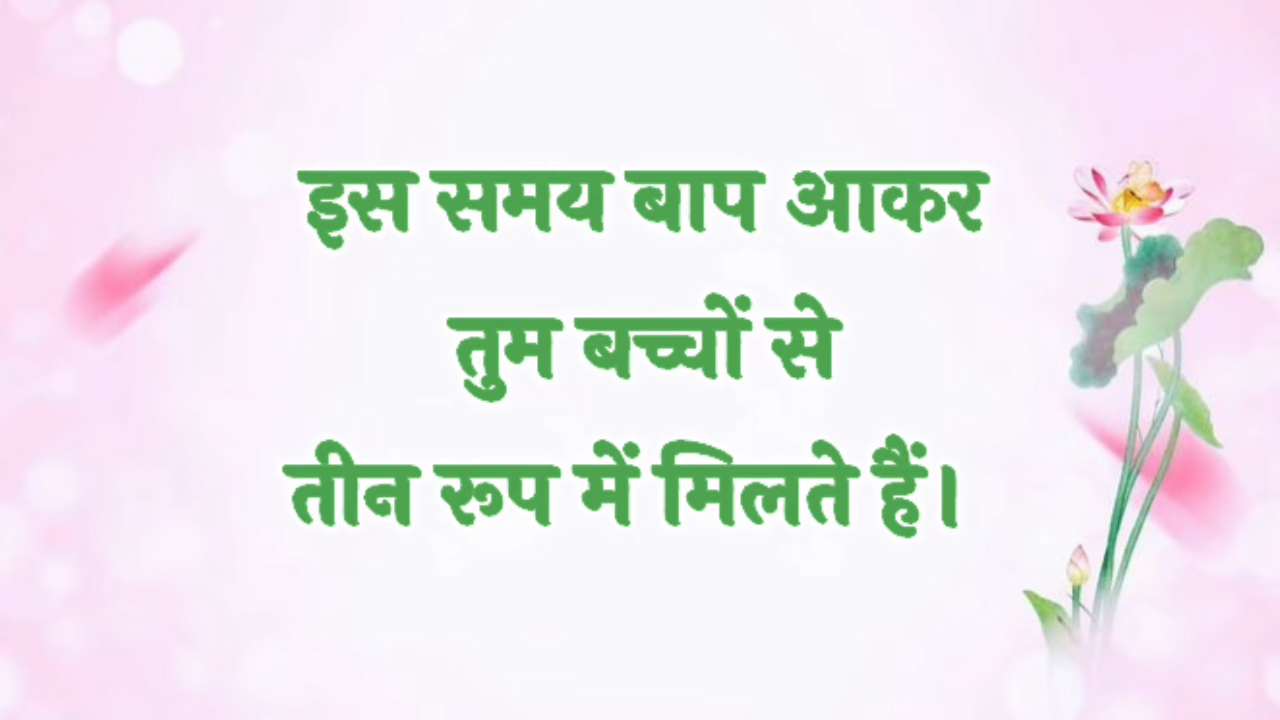 इस समय बाप आकर
तुम बच्चों से
तीन रूप में मिलते हैं।